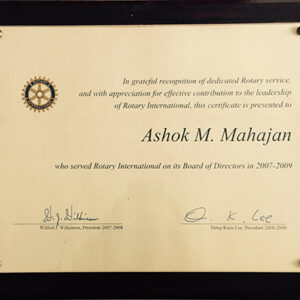 In grateful recognition of dedicated Rotary service,
and with appreciation for effective contribution to the leadership
of Rotary International, this certificate is presented to
Ashok M. Mahajan
who served Rotary International on its Board of Directors in 2007-2009
W. J. Wilkinson
D. K. Lee
Wilfrid J. Wilkinson, President 2007-2008
Dong-Kurn Lee, President 2008-2009